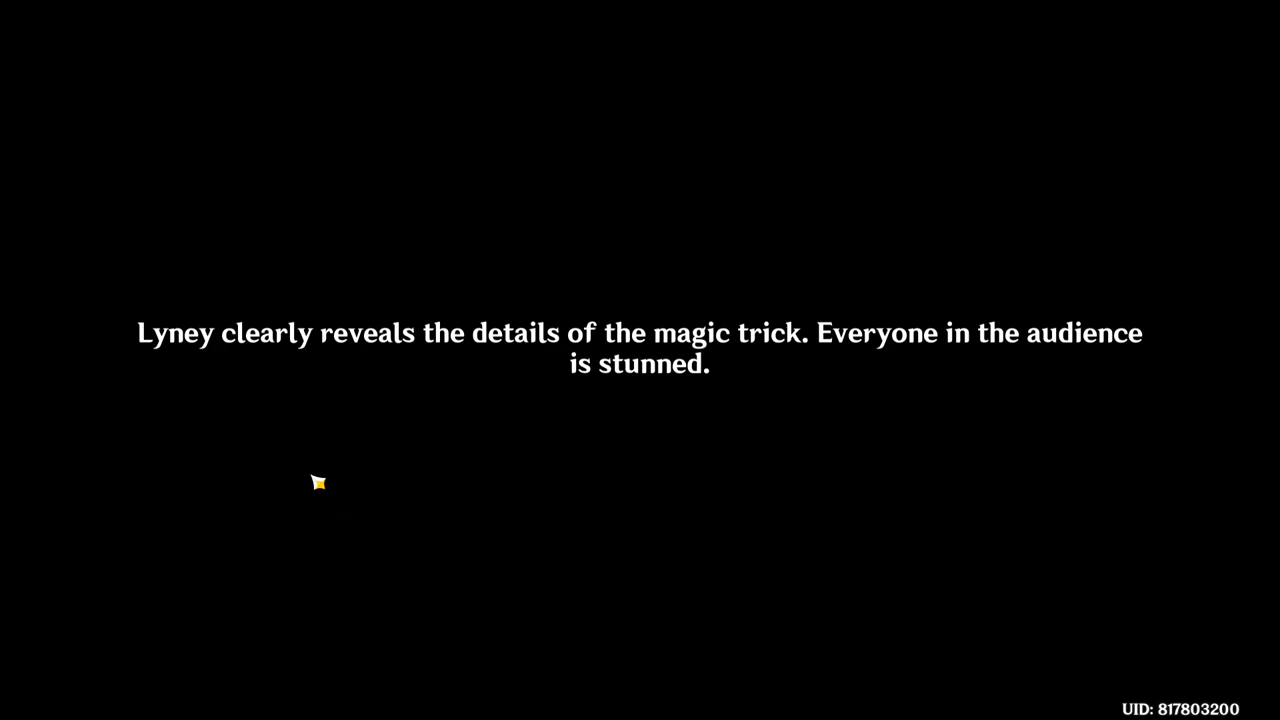 Lyney clearly reveals the details of the magic trick. Everyone in the audience
is stunned.
UID: 817803200